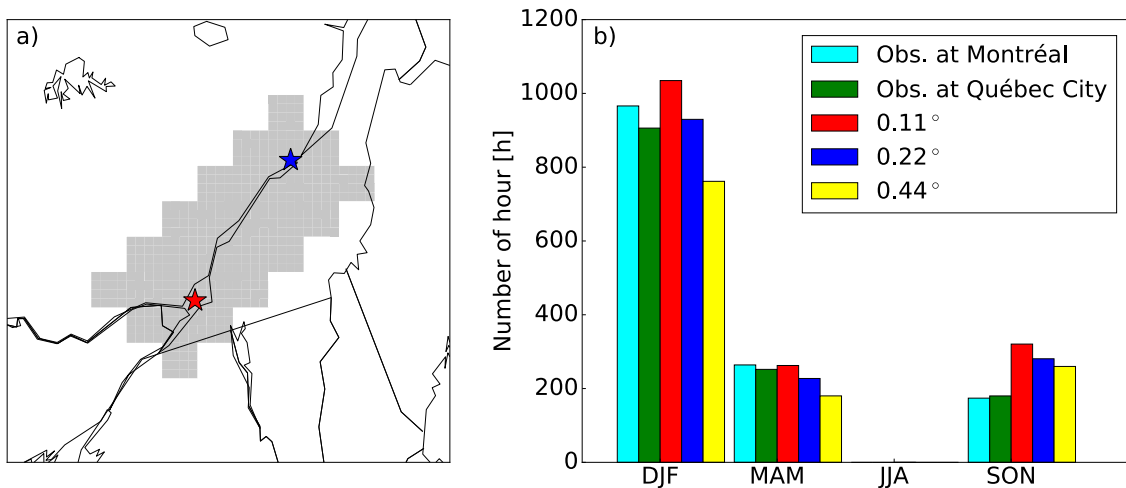 a)
b)
Number of hour [h]
1200
1000
800
600
400
200
0
Obs. at Montréal
Obs. at Québec City
0.11°
0.22°
0.44°
DJF MAM JJA SON